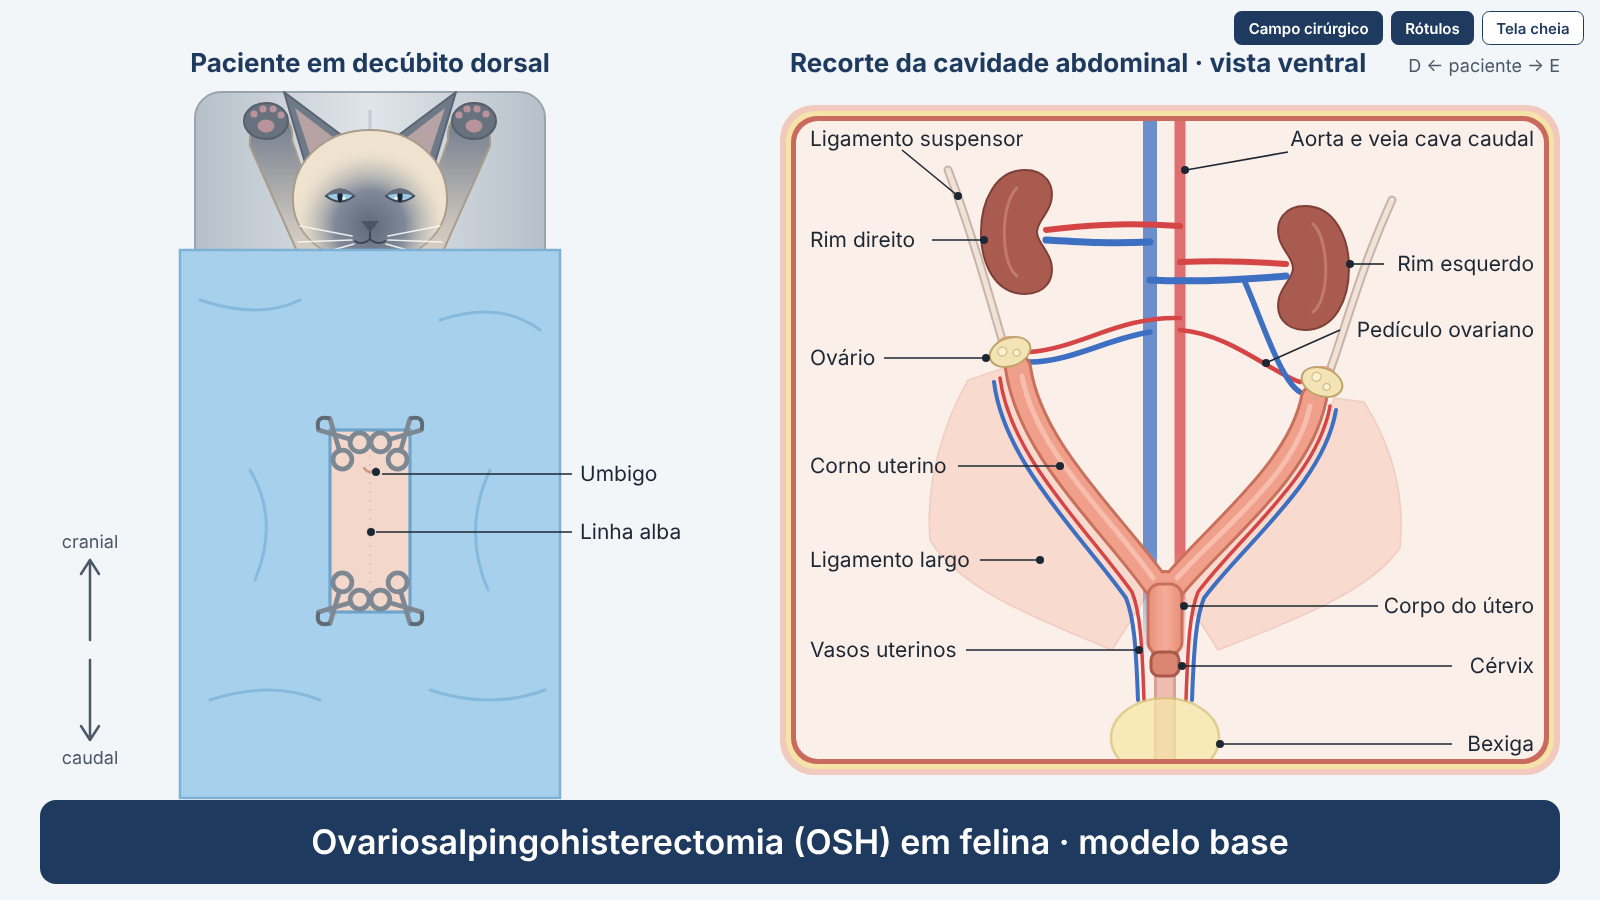 Campo cirúrgico
Rótulos
Tela cheia
Paciente em decúbito dorsal
Recorte da cavidade abdominal · vista ventral
D ← paciente → E
Umbigo
Linha alba
cranial
caudal
Ligamento suspensor
Aorta e veia cava caudal
Rim direito
Rim esquerdo
Pedículo ovariano
Ovário
Corno uterino
Ligamento largo
Corpo do útero
Vasos uterinos
Cérvix
Bexiga
Ovariosalpingohisterectomia (OSH) em felina · modelo base